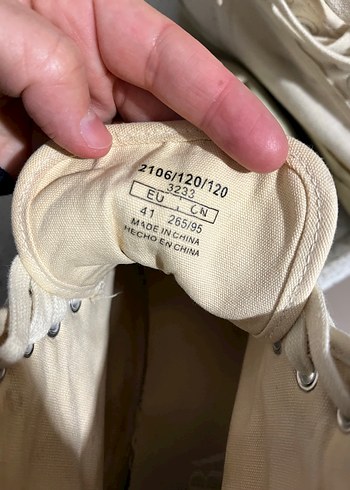 2106/120/120
3233
EU CN
41 265/95
MADE IN CHINA
HECHO EN CHINA